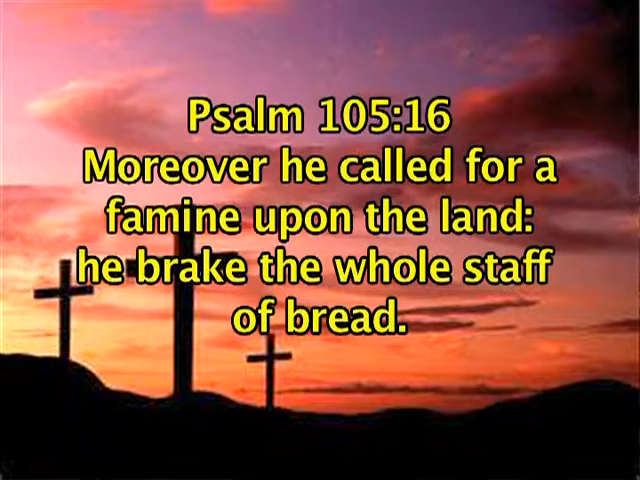 Psalm 105:16
Moreover he called for a
famine upon the land:
he brake the whole staff
of bread.